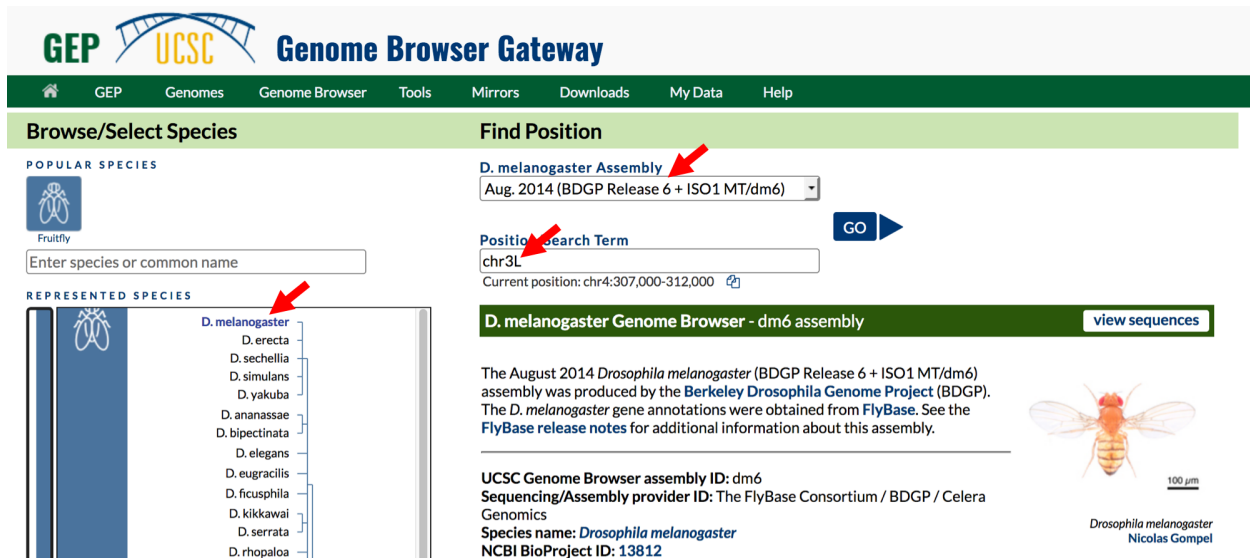 GEP UCSC Genome Browser Gateway
GEP Genomes Genome Browser Tools Mirrors Downloads My Data Help
Browse/Select Species
POPULAR SPECIES
Fruitfly
Enter species or common name
REPRESENTED SPECIES
D. melanogaster
D. erecta
D. sechellia
D. simulans
D. yakuba
D. ananassae
D. bipectinata
D. elegans
D. eugracilis
D. ficusphila
D. kikkawai
D. serrata
D. rhopaloa
Find Position
D. melanogaster Assembly
Aug. 2014 (BDGP Release 6 + ISO1 MT/dm6)
Position/Search Term
chr3L
GO
Current position: chr4:307,000-312,000
D. melanogaster Genome Browser - dm6 assembly
view sequences
The August 2014 Drosophila melanogaster (BDGP Release 6 + ISO1 MT/dm6)
assembly was produced by the Berkeley Drosophila Genome Project (BDGP).
The D. melanogaster gene annotations were obtained from FlyBase. See the
FlyBase release notes for additional information about this assembly.
UCSC Genome Browser assembly ID: dm6
Sequencing/Assembly provider ID: The FlyBase Consortium / BDGP / Celera
Genomics
Species name: Drosophila melanogaster
NCBI BioProject ID: 13812
100 µm
Drosophila melanogaster
Nicolas Gompel